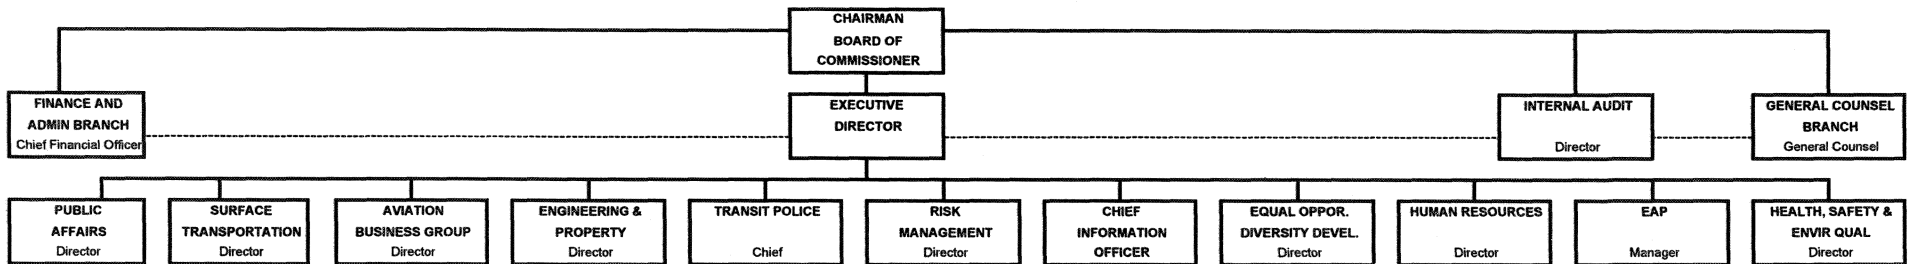 CHAIRMAN
BOARD OF
COMMISSIONER
FINANCE AND
ADMIN BRANCH
Chief Financial Officer
EXECUTIVE
DIRECTOR
INTERNAL AUDIT
Director
GENERAL COUNSEL
BRANCH
General Counsel
PUBLIC
AFFAIRS
Director
SURFACE
TRANSPORTATION
Director
AVIATION
BUSINESS GROUP
Director
ENGINEERING &
PROPERTY
Director
TRANSIT POLICE
Chief
RISK
MANAGEMENT
Director
CHIEF
INFORMATION
OFFICER
EQUAL OPPOR.
DIVERSITY DEVEL.
Director
HUMAN RESOURCES
Director
EAP
Manager
HEALTH, SAFETY &
ENVIR QUAL
Director